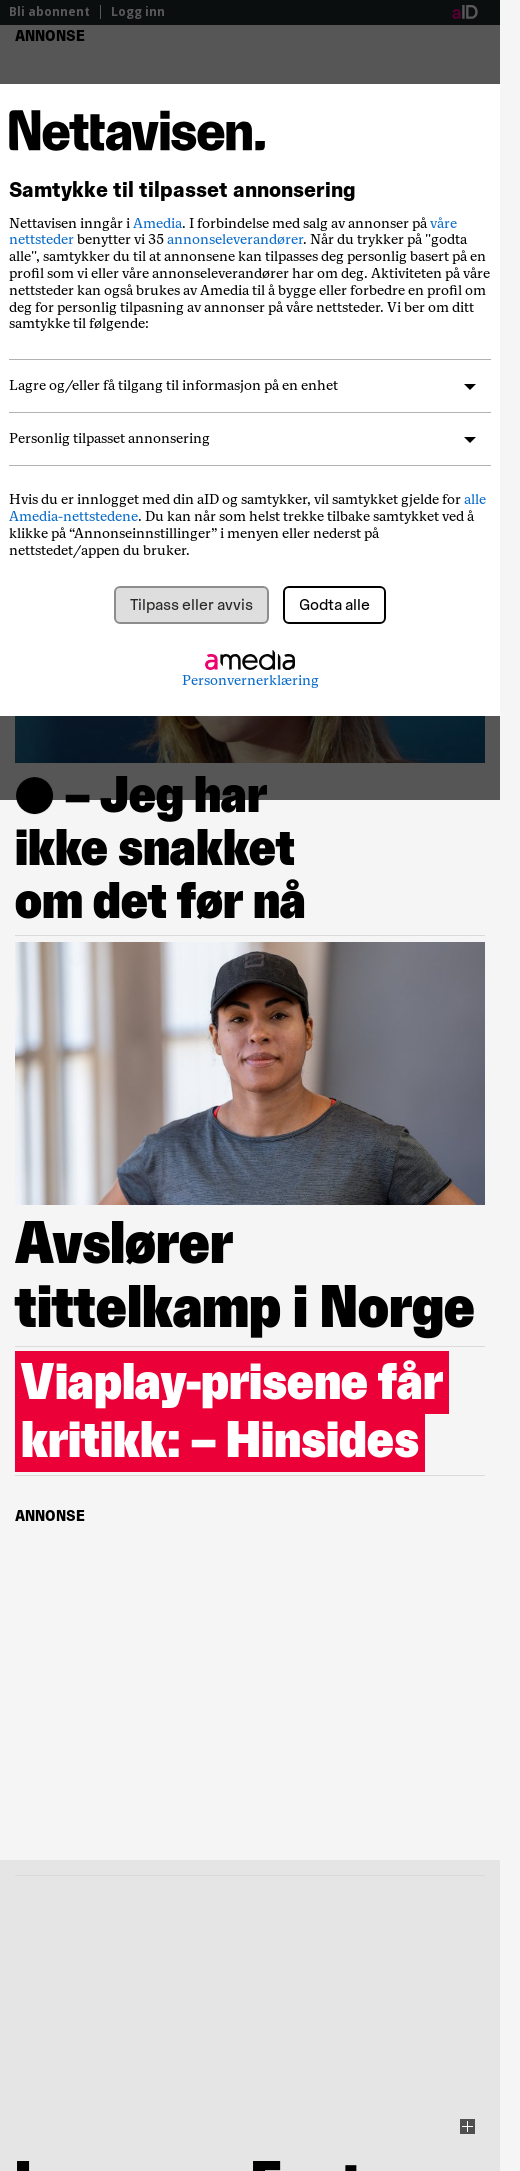 Bli abonnent | Logg inn
aID
ANNONSE
Nettavisen.
Samtykke til tilpasset annonsering
Nettavisen inngår i Amedia. I forbindelse med salg av annonser på våre
nettsteder benytter vi 35 annonseleverandører. Når du trykker på "godta
alle", samtykker du til at annonsene kan tilpasses deg personlig basert på en
profil som vi eller våre annonseleverandører har om deg. Aktiviteten på våre
nettsteder kan også brukes av Amedia til å bygge eller forbedre en profil om
deg for personlig tilpasning av annonser på våre nettsteder. Vi ber om ditt
samtykke til følgende:
Lagre og/eller få tilgang til informasjon på en enhet
Personlig tilpasset annonsering
Hvis du er innlogget med din aID og samtykker, vil samtykket gjelde for alle
Amedia-nettstedene. Du kan når som helst trekke tilbake samtykket ved å
klikke på “Annonseinnstillinger” i menyen eller nederst på
nettstedet/appen du bruker.
Tilpass eller avvis
Godta alle
amedia
Personvernerklæring
● – Jeg har
ikke snakket
om det før nå
Avslører
tittelkamp i Norge
Viaplay-prisene får
kritikk: – Hinsides
ANNONSE